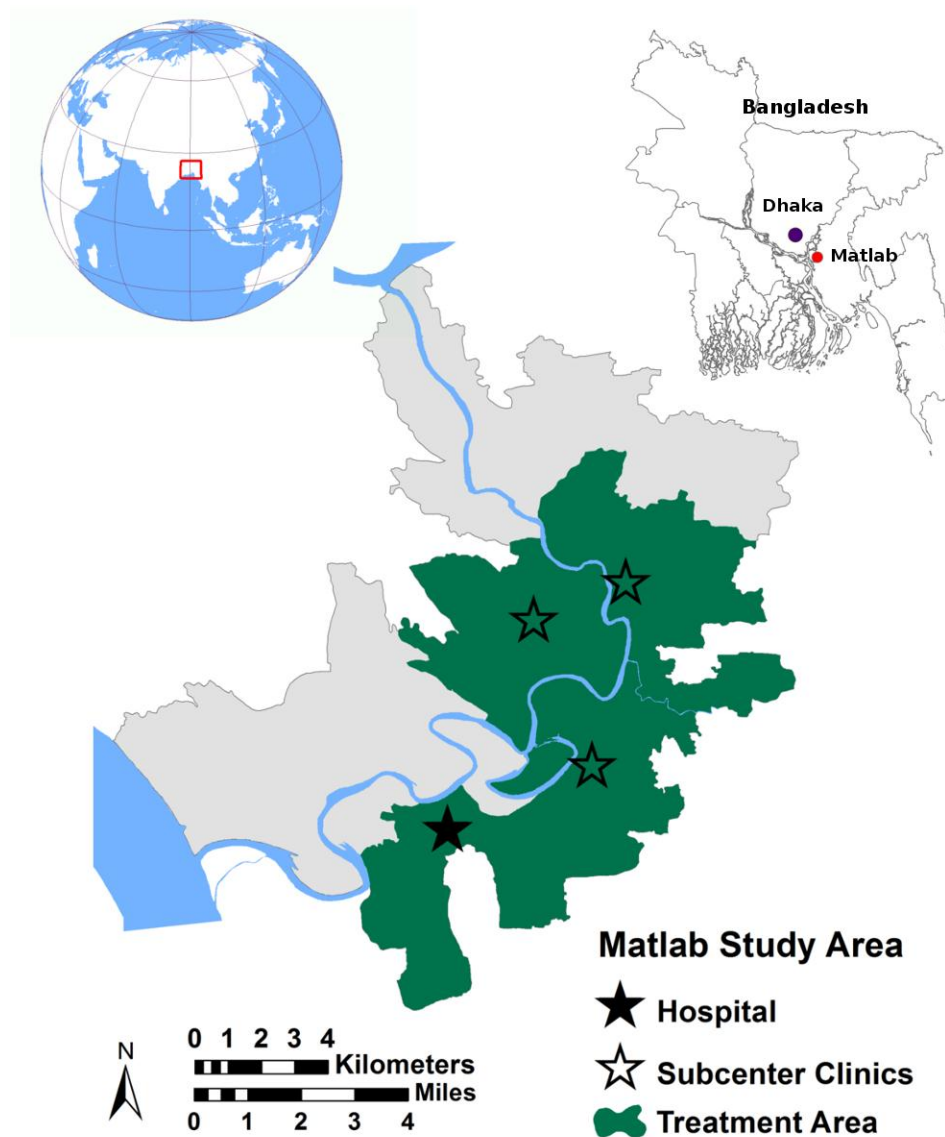 Bangladesh
Dhaka
Matlab
Matlab Study Area
Hospital
Subcenter Clinics
Treatment Area
N
0 1 2 3 4
Kilometers
Miles
0 1 2 3 4